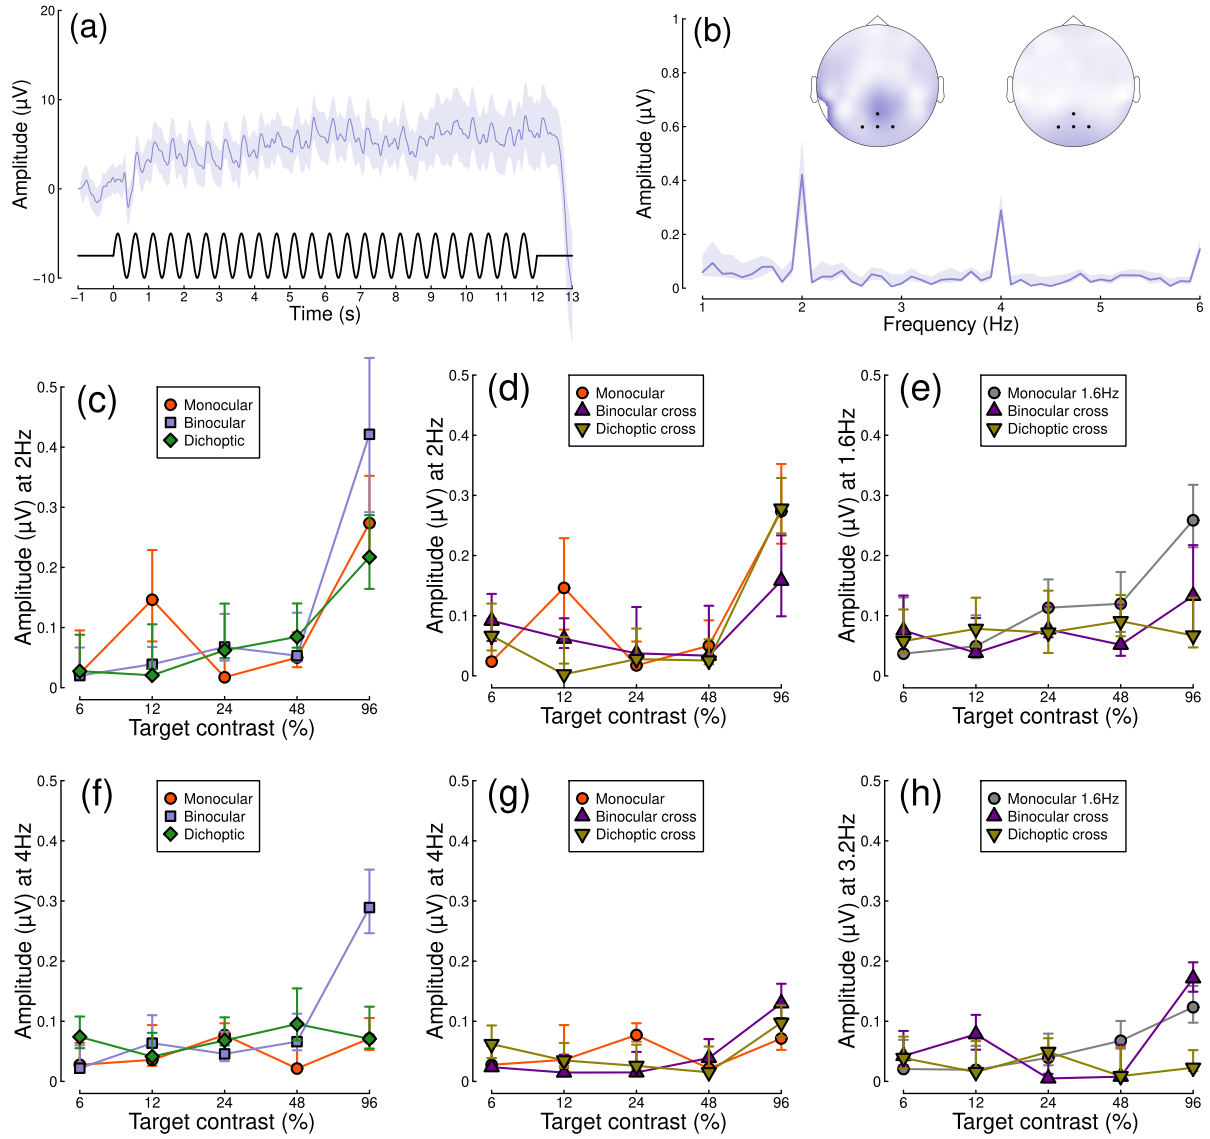 (a)
20
10
0
−10
Amplitude (µV)
−1 0 1 2 3 4 5 6 7 8 9 10 11 12 13
Time (s)
(b)
1
0.8
0.6
0.4
0.2
0
Amplitude (µV)
1 2 3 4 5 6
Frequency (Hz)
(c)
Monocular
Binocular
Dichoptic
0.5
0.4
0.3
0.2
0.1
0
Amplitude (µV) at 2Hz
6 12 24 48 96
Target contrast (%)
(d)
Monocular
Binocular cross
Dichoptic cross
0.5
0.4
0.3
0.2
0.1
0
Amplitude (µV) at 2Hz
6 12 24 48 96
Target contrast (%)
(e)
Monocular 1.6Hz
Binocular cross
Dichoptic cross
0.5
0.4
0.3
0.2
0.1
0
Amplitude (µV) at 1.6Hz
6 12 24 48 96
Target contrast (%)
(f)
Monocular
Binocular
Dichoptic
0.5
0.4
0.3
0.2
0.1
0
Amplitude (µV) at 4Hz
6 12 24 48 96
Target contrast (%)
(g)
Monocular
Binocular cross
Dichoptic cross
0.5
0.4
0.3
0.2
0.1
0
Amplitude (µV) at 4Hz
6 12 24 48 96
Target contrast (%)
(h)
Monocular 1.6Hz
Binocular cross
Dichoptic cross
0.5
0.4
0.3
0.2
0.1
0
Amplitude (µV) at 3.2Hz
6 12 24 48 96
Target contrast (%)